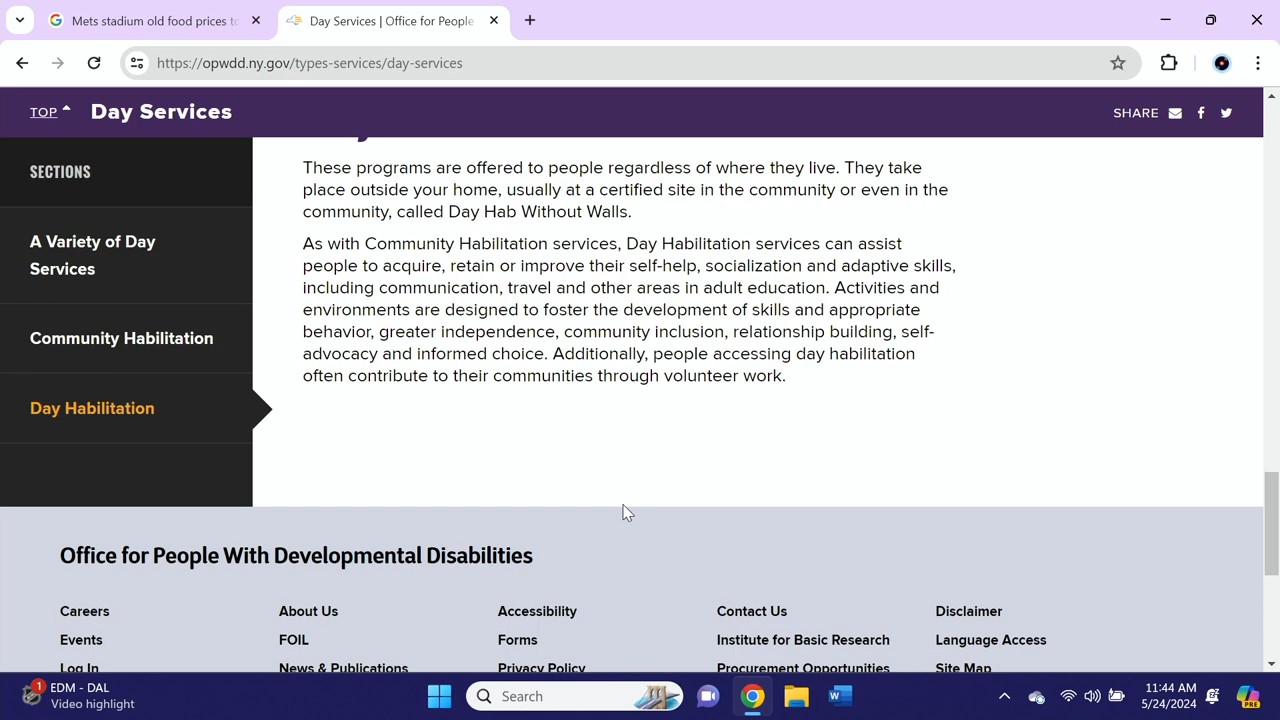 Mets stadium old food prices to
Day Services | Office for People
https://opwdd.ny.gov/types-services/day-services
TOP
Day Services
SHARE
SECTIONS
A Variety of Day
Services
Community Habilitation
Day Habilitation
These programs are offered to people regardless of where they live. They take
place outside your home, usually at a certified site in the community or even in the
community, called Day Hab Without Walls.
As with Community Habilitation services, Day Habilitation services can assist
people to acquire, retain or improve their self-help, socialization and adaptive skills,
including communication, travel and other areas in adult education. Activities and
environments are designed to foster the development of skills and appropriate
behavior, greater independence, community inclusion, relationship building, self-
advocacy and informed choice. Additionally, people accessing day habilitation
often contribute to their communities through volunteer work.
Office for People With Developmental Disabilities
Careers
About Us
Accessibility
Contact Us
Disclaimer
Events
FOIL
Forms
Institute for Basic Research
Language Access
Log In
News & Publications
Privacy Policy
Procurement Opportunities
Site Map
1
EDM - DAL
Video highlight
Search
11:44 AM
5/24/2024
PRE